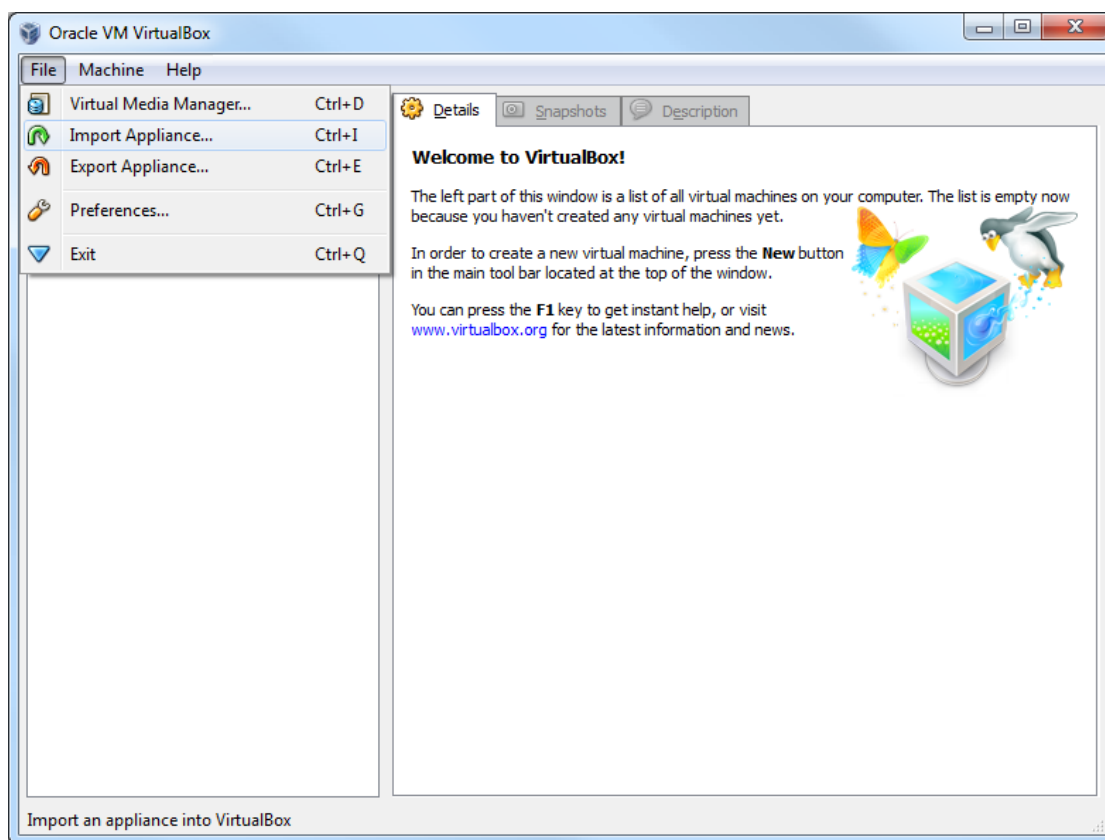 Oracle VM VirtualBox
File Machine Help
Virtual Media Manager... Ctrl+D
Import Appliance... Ctrl+I
Export Appliance... Ctrl+E
Preferences... Ctrl+G
Exit Ctrl+Q
Details Snapshots Description
Welcome to VirtualBox!
The left part of this window is a list of all virtual machines on your computer. The list is empty now
because you haven't created any virtual machines yet.
In order to create a new virtual machine, press the New button
in the main tool bar located at the top of the window.
You can press the F1 key to get instant help, or visit
www.virtualbox.org for the latest information and news.
Import an appliance into VirtualBox